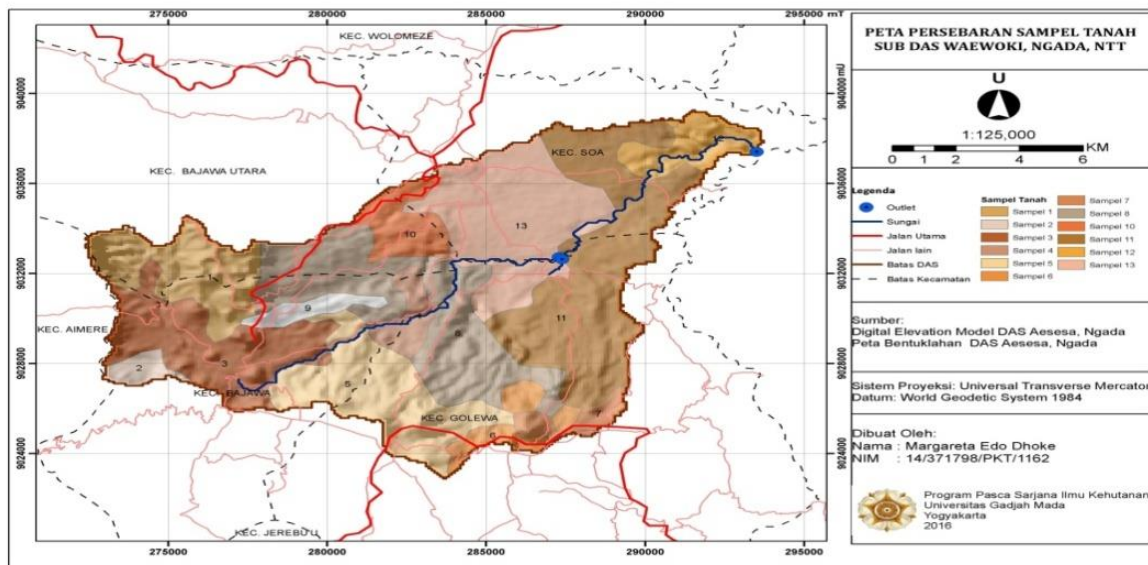 275000
280000
285000
290000
295000 mT
KEC. WOLOMEZE
9040000 mU
9040000
9036000
9036000
9032000
9032000
9028000
9028000
9024000
9024000
KEC. SOA
KEC. BAJAWA UTARA
13
10
1
9
KEC. AIMERE
8
11
3
2
5
KEC. BAJAWA
KEC. GOLEWA
6
KEC. JEREBU'U
275000
280000
285000
290000
295000
PETA PERSEBARAN SAMPEL TANAH
SUB DAS WAEWOKI, NGADA, NTT
U
1:125,000
0 1 2 4 6 KM
Legenda
Outlet
Sungai
Jalan Utama
Jalan lain
Batas DAS
Batas Kecamatan
Sampel Tanah
Sampel 1
Sampel 2
Sampel 3
Sampel 4
Sampel 5
Sampel 6
Sampel 7
Sampel 8
Sampel 10
Sampel 11
Sampel 12
Sampel 13
Sumber:
Digital Elevation Model DAS Aesesa, Ngada
Peta Bentuklahan DAS Aesesa, Ngada
Sistem Proyeksi: Universal Transverse Mercator
Datum: World Geodetic System 1984
Dibuat Oleh:
Nama : Margareta Edo Dhoke
NIM : 14/371798/PKT/1162
Program Pasca Sarjana Ilmu Kehutanan
Universitas Gadjah Mada
Yogyakarta
2016